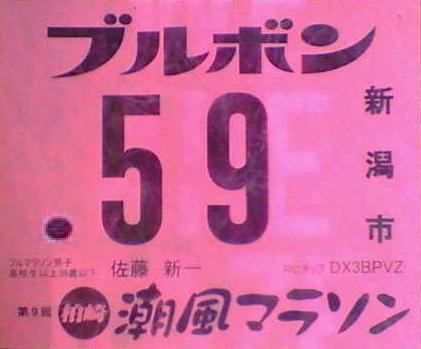 ブルボン
59
新潟市
フルマラソン男子
高校生以上39歳以下
佐藤 新一
RCチップ DX3BPVZ
第9回 柏崎 潮風マラソン